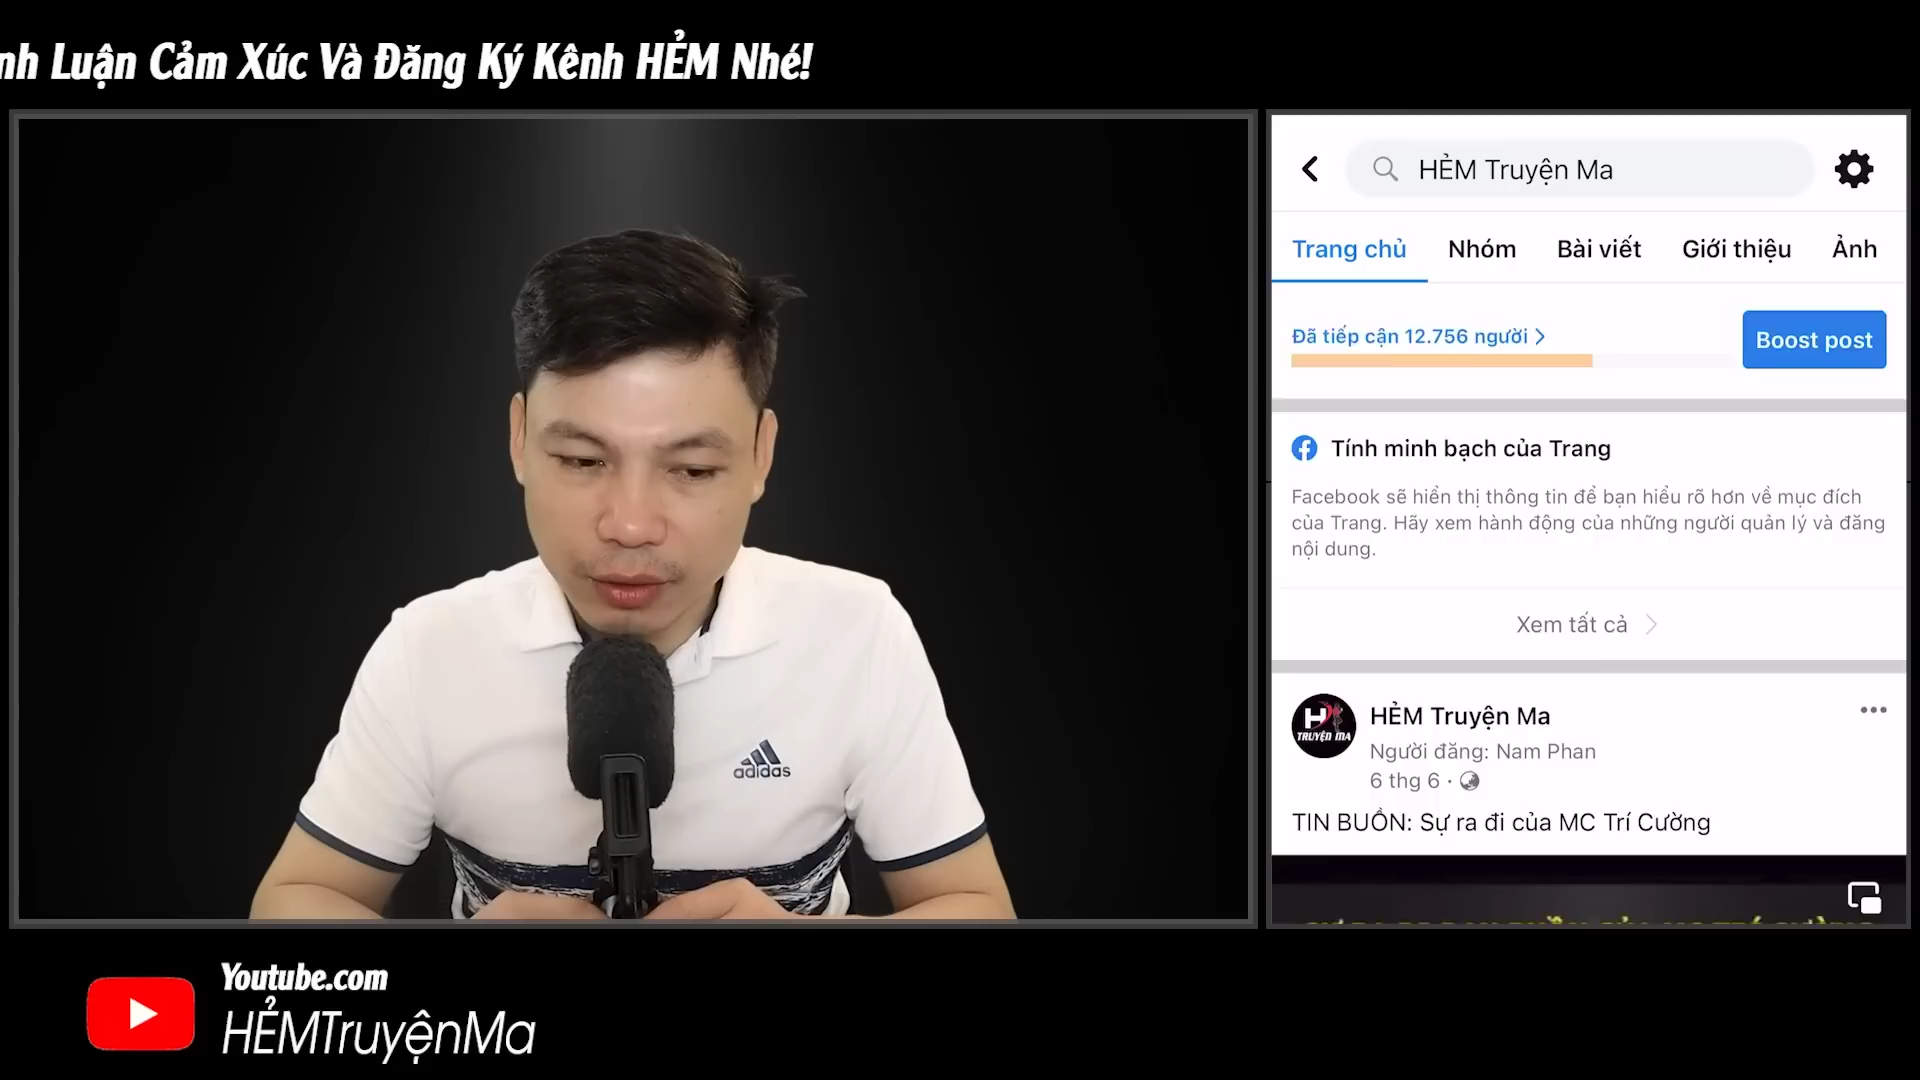 nh Luận Cảm Xúc Và Đăng Ký Kênh HẺM Nhé!
HẺM Truyện Ma
Trang chủ Nhóm Bài viết Giới thiệu Ảnh
Đã tiếp cận 12.756 người
Boost post
Tính minh bạch của Trang
Facebook sẽ hiển thị thông tin để bạn hiểu rõ hơn về mục đích
của Trang. Hãy xem hành động của những người quản lý và đăng
nội dung.
Xem tất cả
H
TRUYỆN MA
HẺM Truyện Ma
Người đăng: Nam Phan
6 thg 6 ·
TIN BUỒN: Sự ra đi của MC Trí Cường
adidas
Youtube.com
HẺMTruyệnMa